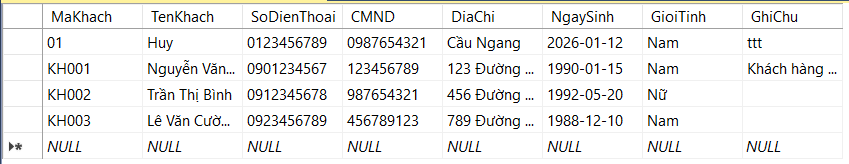 MaKhach TenKhach SoDienThoai CMND DiaChi NgaySinh GioiTinh GhiChu
01 Huy 0123456789 0987654321 Cầu Ngang 2026-01-12 Nam ttt
KH001 Nguyễn Văn... 0901234567 123456789 123 Đường ... 1990-01-15 Nam Khách hàng ...
KH002 Trần Thị Bình 0912345678 987654321 456 Đường ... 1992-05-20 Nữ
KH003 Lê Văn Cườ... 0923456789 456789123 789 Đường ... 1988-12-10 Nam
NULL NULL NULL NULL NULL NULL NULL NULL